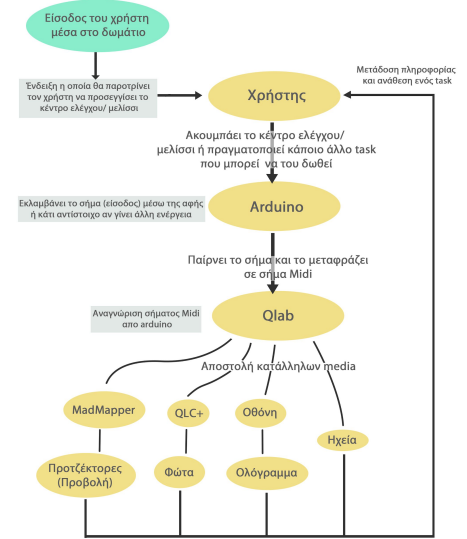 Είσοδος του χρήστη
μέσα στο δωμάτιο
Μετάδοση πληροφορίας
και ανάθεση ενός task
Ένδειξη η οποία θα παροτρίνει
τον χρήστη να προσεγγίσει το
κέντρο ελέγχου/ μελίσσι
Χρήστης
Ακουμπάει το κέντρο ελέγχου/
μελίσσι ή πραγματοποιεί κάποιο άλλο task
που μπορεί να του δωθεί
Εκλαμβάνει το σήμα (είσοδος) μέσω της αφής
ή κάτι αντίστοιχο αν γίνει άλλη ενέργεια
Arduino
Παίρνει το σήμα και το μεταφράζει
σε σήμα Midi
Αναγνώριση σήματος Midi
απο arduino
Qlab
Αποστολή κατάλληλων media
MadMapper
QLC+
Οθόνη
Ηχεία
Προτζέκτορες
(Προβολή)
Φώτα
Ολόγραμμα